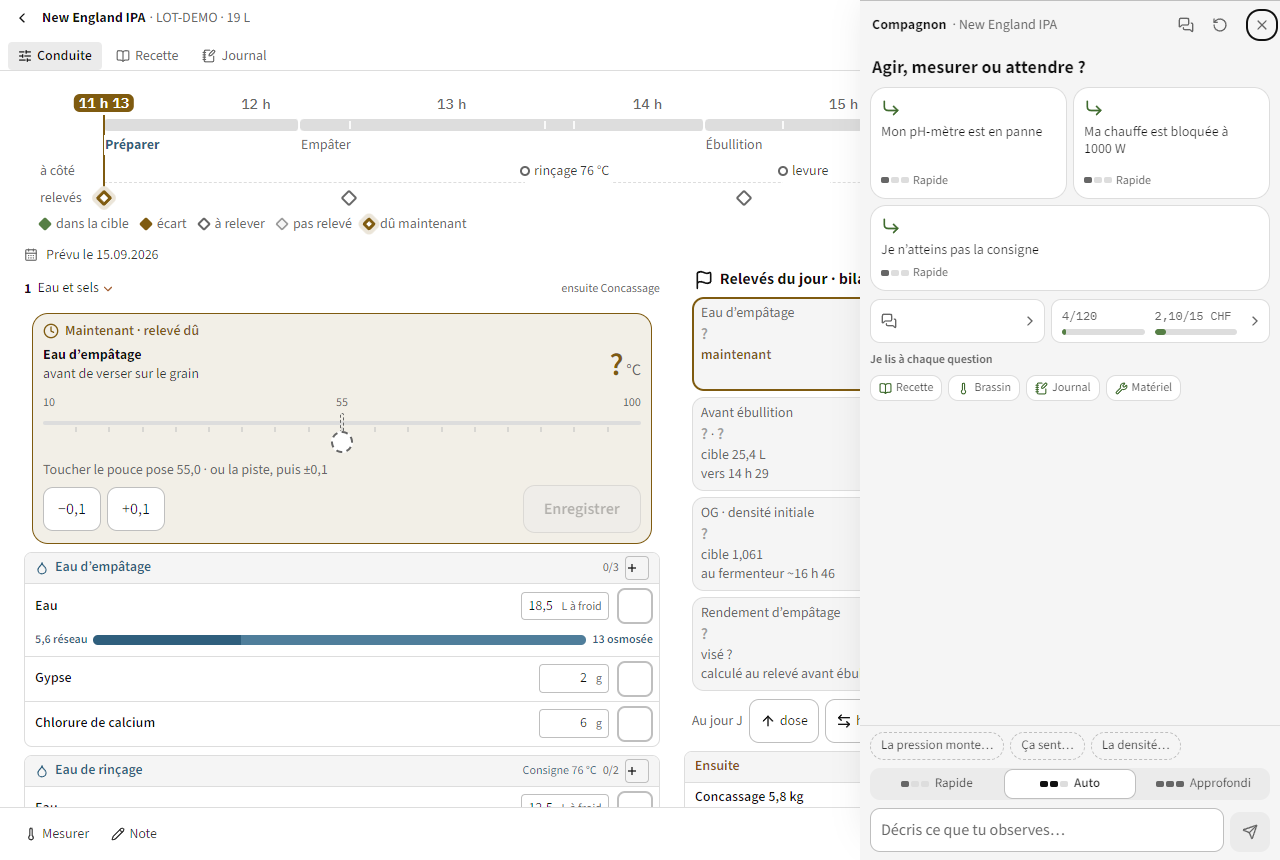 New England IPA · LOT-DEMO · 19 L
Conduite
Recette
Journal
11 h 13
12 h
13 h
14 h
15 h
Préparer
Empâter
Ébullition
à côté
rinçage 76 °C
levure
relevés
dans la cible
écart
à relever
pas relevé
dû maintenant
Prévu le 15.09.2026
1 Eau et sels
ensuite Concassage
Maintenant · relevé dû
Eau d’empâtage
avant de verser sur le grain
? °C
10
55
100
Toucher le pouce pose 55,0 · ou la piste, puis ±0,1
−0,1
+0,1
Enregistrer
Eau d’empâtage
0/3
+
Eau
18,5 L à froid
5,6 réseau
13 osmosée
Gypse
2 g
Chlorure de calcium
6 g
Eau de rinçage
Consigne 76 °C 0/2
+
Relevés du jour ·
Eau d’empâtage
?
maintenant
Avant ébullition
? · ?
cible 25,4 L
vers 14 h 29
OG · densité initiale
?
cible 1,061
au fermenteur ~16 h 46
Rendement d’empâtage
?
visé ?
calculé au relevé avant
Au jour J
dose
Ensuite
Concassage 5,8 kg
Mesurer
Note
Compagnon · New England IPA
Agir, mesurer ou attendre ?
Mon pH-mètre est en panne
Rapide
Ma chauffe est bloquée à
1000 W
Rapide
Je n’atteins pas la consigne
Rapide
4/120
2,10/15 CHF
Je lis à chaque question
Recette
Brassin
Journal
Matériel
La pression monte…
Ça sent…
La densité…
Rapide
Auto
Approfondi
Décris ce que tu observes…